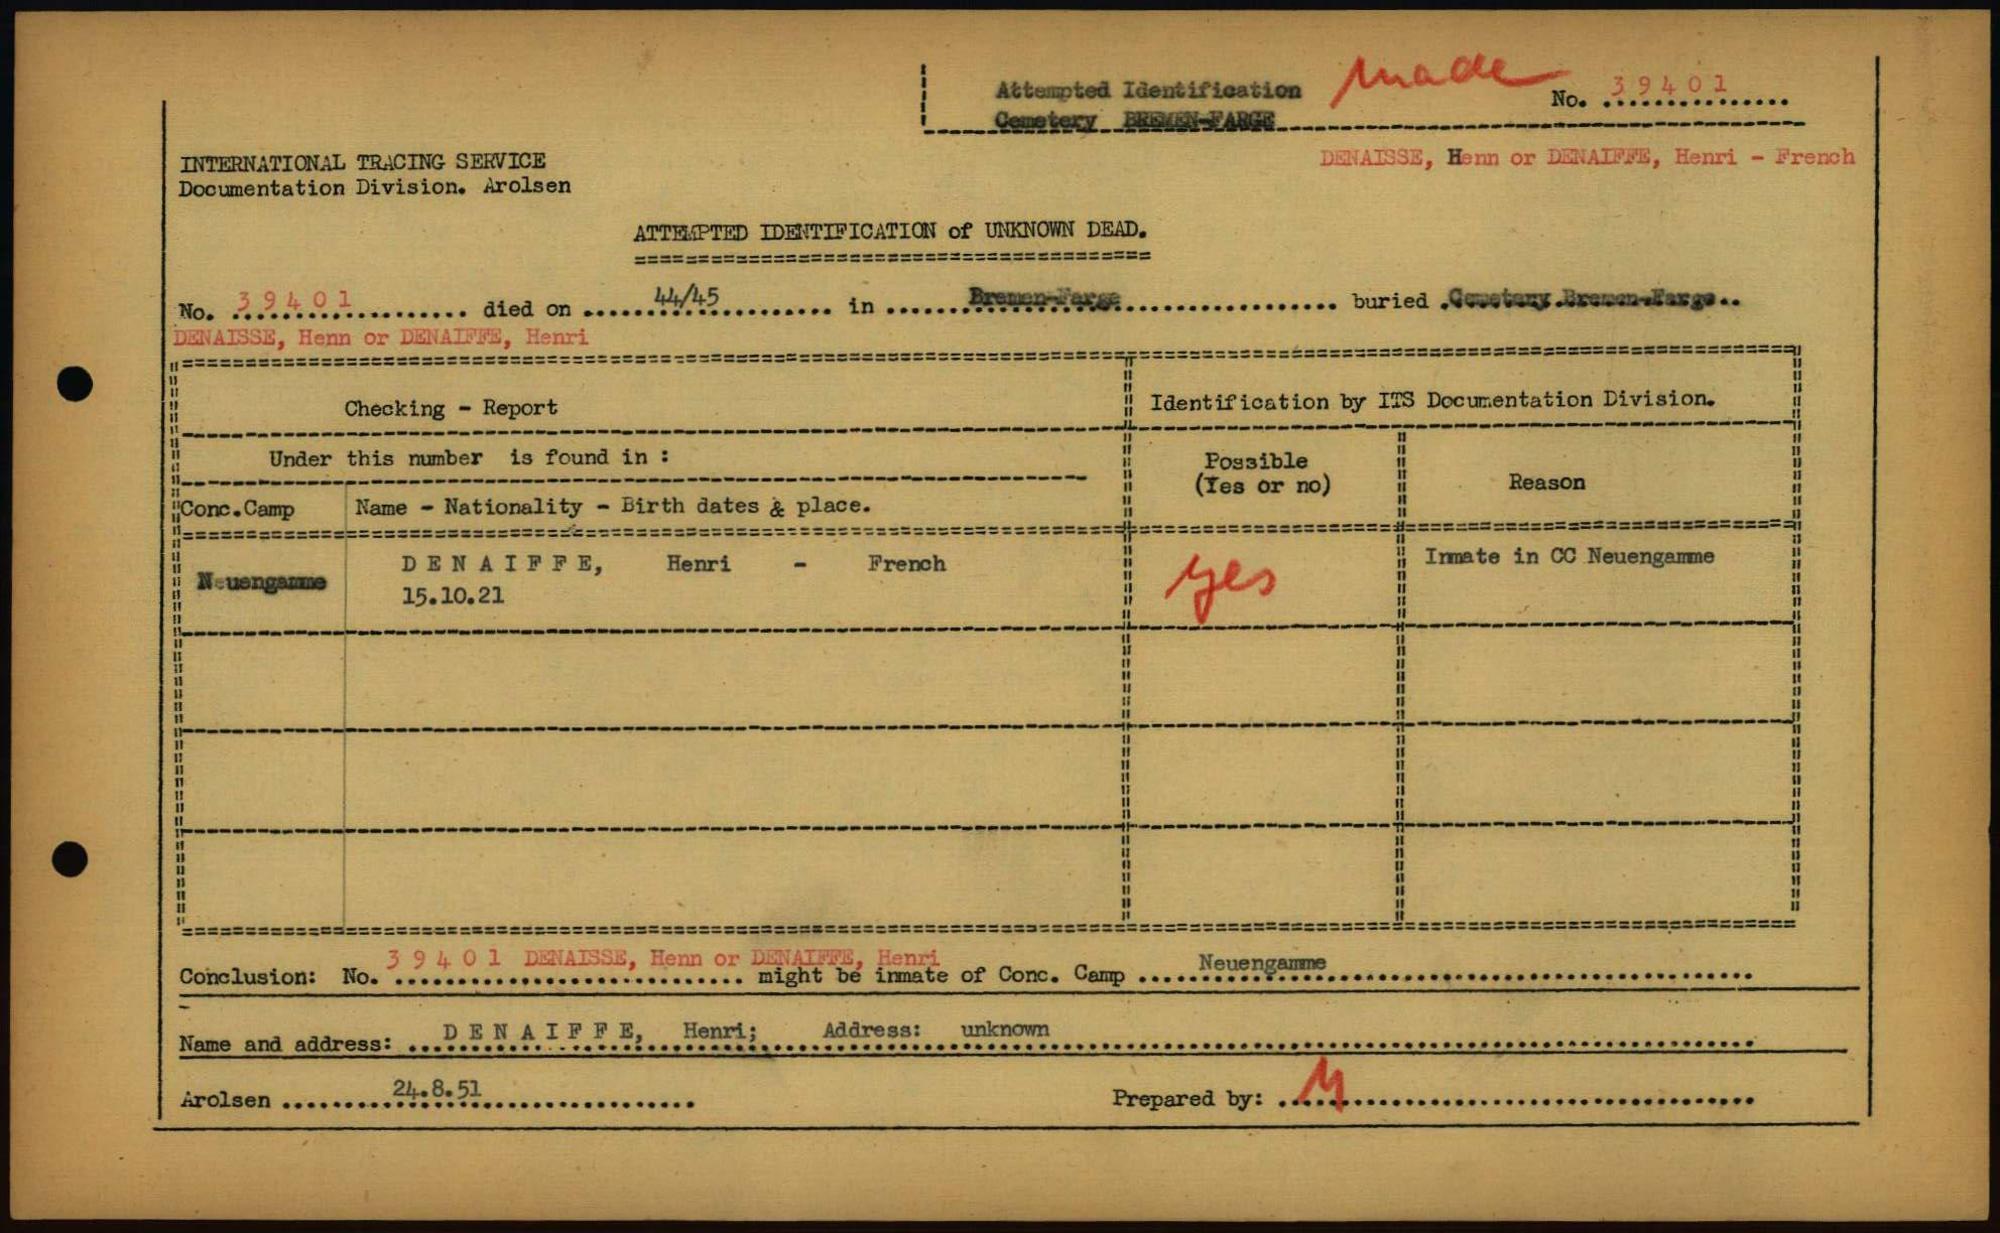 Attempted Identification made No. 39401
Cemetery BREMEN-FARGE
DENAISSE, Henn or DENAIFFE, Henri - French
INTERNATIONAL TRACING SERVICE
Documentation Division. Arolsen
ATTEMPTED IDENTIFICATION of UNKNOWN DEAD.
No. 39401 died on 44/45 in Bremen-Farge buried Cemetery Bremen-Farge
DENAISSE, Henn or DENAIFFE, Henri
Checking - Report
Identification by ITS Documentation Division.
Under this number is found in :
Possible
(Yes or no)
Reason
Conc.Camp
Name - Nationality - Birth dates & place.
Neuengamme
DENAIFFE, Henri - French
15.10.21
yes
Inmate in CC Neuengamme
Conclusion: No. 39401 DENAISSE, Henn or DENAIFFE, Henri might be inmate of Conc. Camp Neuengamme
Name and address: DENAIFFE, Henri; Address: unknown
Arolsen 24.8.51
Prepared by: